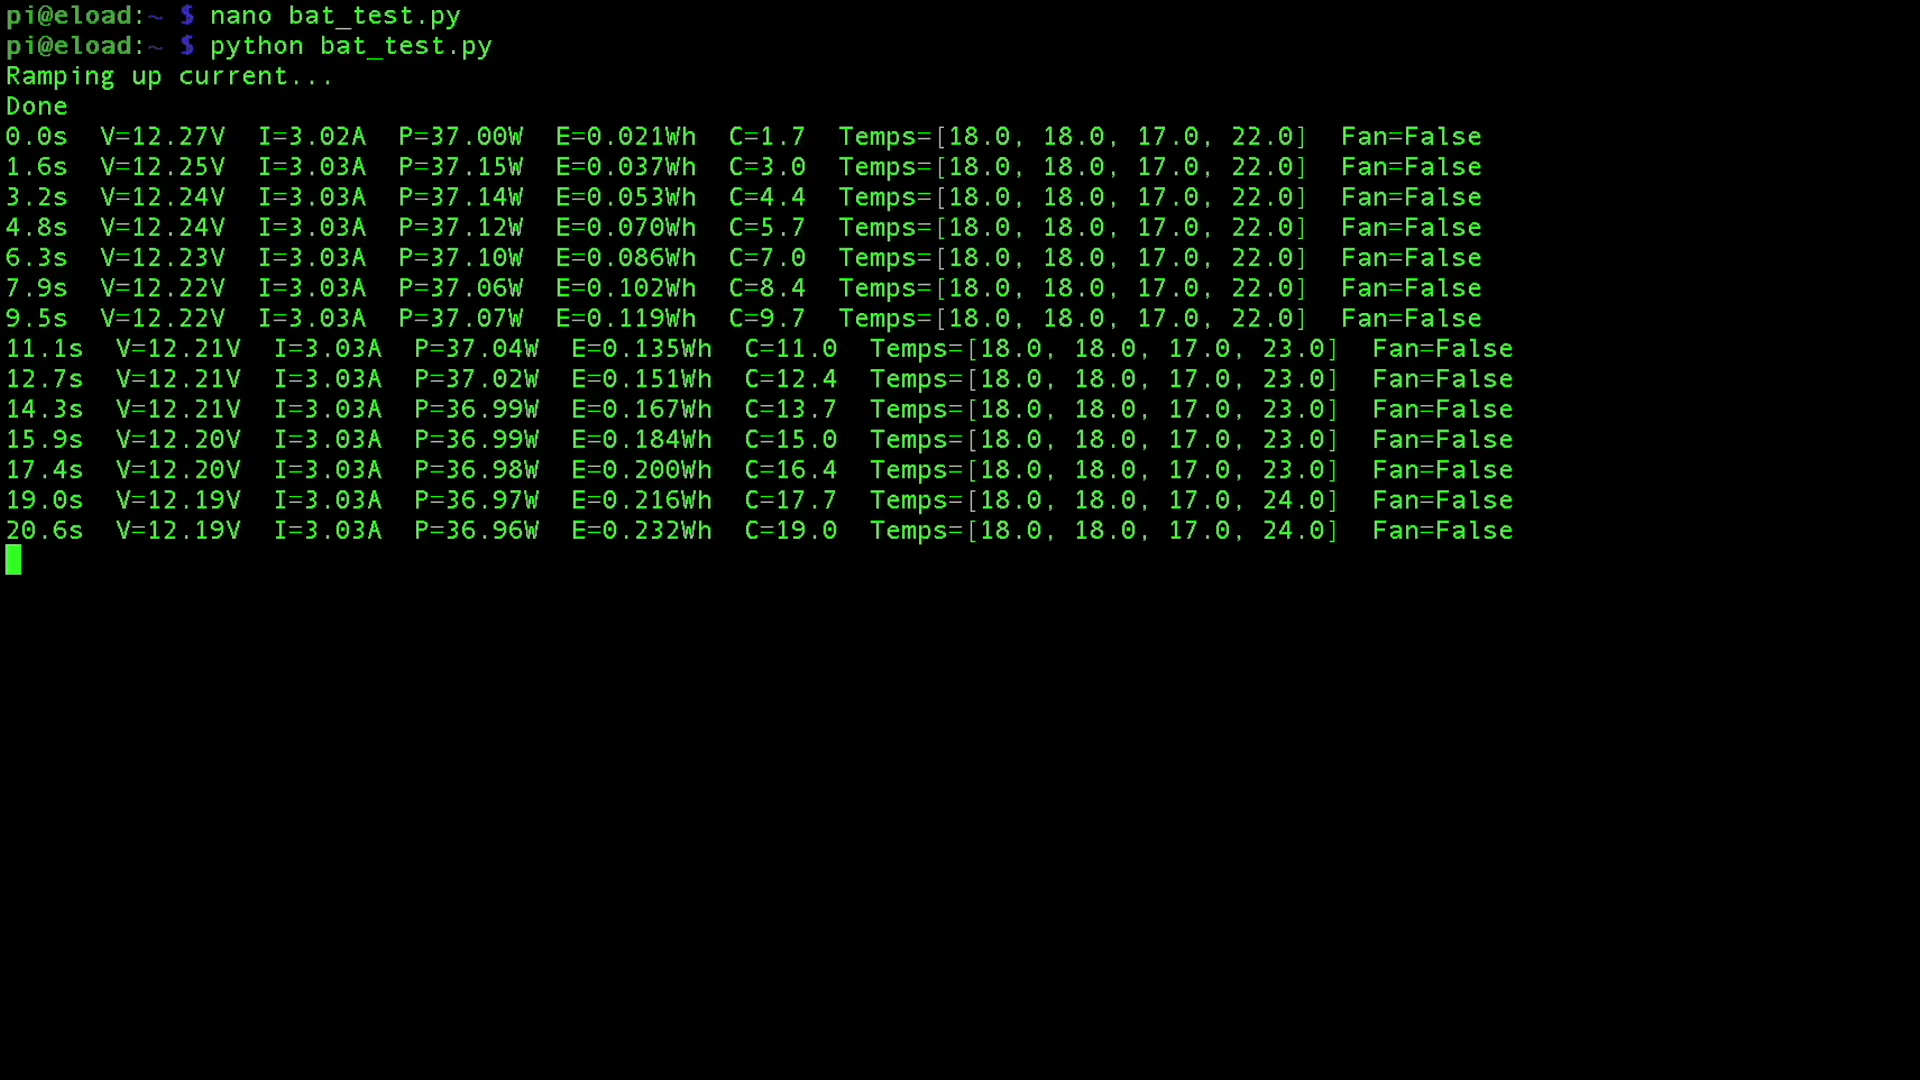 pi@eload:~ $ nano bat_test.py
pi@eload:~ $ python bat_test.py
Ramping up current...
Done
0.0s  V=12.27V  I=3.02A  P=37.00W  E=0.021Wh  C=1.7  Temps=[18.0, 18.0, 17.0, 22.0]  Fan=False
1.6s  V=12.25V  I=3.03A  P=37.15W  E=0.037Wh  C=3.0  Temps=[18.0, 18.0, 17.0, 22.0]  Fan=False
3.2s  V=12.24V  I=3.03A  P=37.14W  E=0.053Wh  C=4.4  Temps=[18.0, 18.0, 17.0, 22.0]  Fan=False
4.8s  V=12.24V  I=3.03A  P=37.12W  E=0.070Wh  C=5.7  Temps=[18.0, 18.0, 17.0, 22.0]  Fan=False
6.3s  V=12.23V  I=3.03A  P=37.10W  E=0.086Wh  C=7.0  Temps=[18.0, 18.0, 17.0, 22.0]  Fan=False
7.9s  V=12.22V  I=3.03A  P=37.06W  E=0.102Wh  C=8.4  Temps=[18.0, 18.0, 17.0, 22.0]  Fan=False
9.5s  V=12.22V  I=3.03A  P=37.07W  E=0.119Wh  C=9.7  Temps=[18.0, 18.0, 17.0, 22.0]  Fan=False
11.1s  V=12.21V  I=3.03A  P=37.04W  E=0.135Wh  C=11.0  Temps=[18.0, 18.0, 17.0, 23.0]  Fan=False
12.7s  V=12.21V  I=3.03A  P=37.02W  E=0.151Wh  C=12.4  Temps=[18.0, 18.0, 17.0, 23.0]  Fan=False
14.3s  V=12.21V  I=3.03A  P=36.99W  E=0.167Wh  C=13.7  Temps=[18.0, 18.0, 17.0, 23.0]  Fan=False
15.9s  V=12.20V  I=3.03A  P=36.99W  E=0.184Wh  C=15.0  Temps=[18.0, 18.0, 17.0, 23.0]  Fan=False
17.4s  V=12.20V  I=3.03A  P=36.98W  E=0.200Wh  C=16.4  Temps=[18.0, 18.0, 17.0, 23.0]  Fan=False
19.0s  V=12.19V  I=3.03A  P=36.97W  E=0.216Wh  C=17.7  Temps=[18.0, 18.0, 17.0, 24.0]  Fan=False
20.6s  V=12.19V  I=3.03A  P=36.96W  E=0.232Wh  C=19.0  Temps=[18.0, 18.0, 17.0, 24.0]  Fan=False